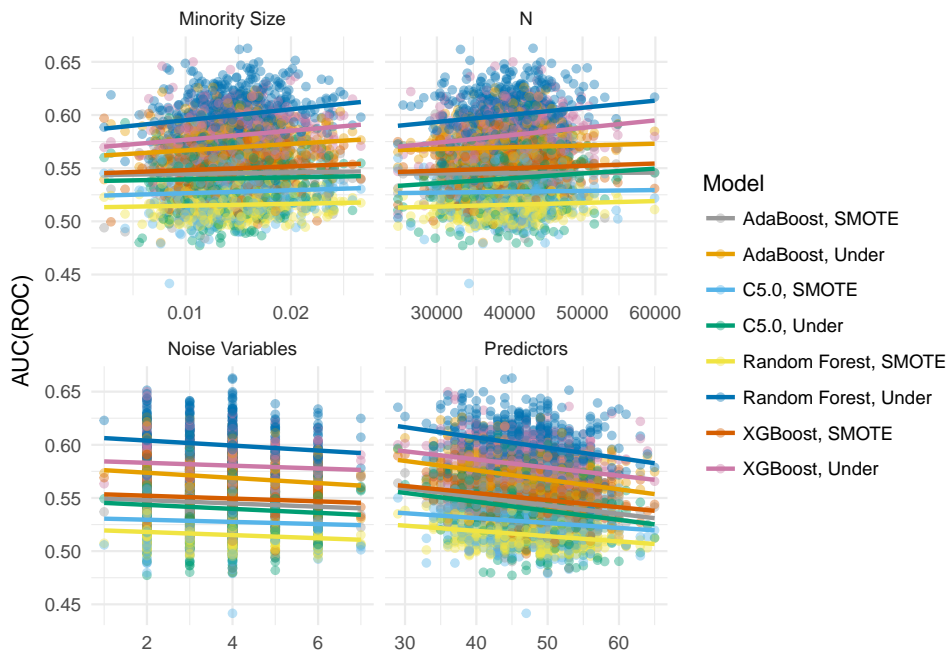 Minority Size
N
0.65
0.60
0.55
0.50
0.45
0.01
0.02
30000
40000
50000
60000
AUC(ROC)
Noise Variables
Predictors
0.65
0.60
0.55
0.50
0.45
2
4
6
30
40
50
60
Model
AdaBoost, SMOTE
AdaBoost, Under
C5.0, SMOTE
C5.0, Under
Random Forest, SMOTE
Random Forest, Under
XGBoost, SMOTE
XGBoost, Under